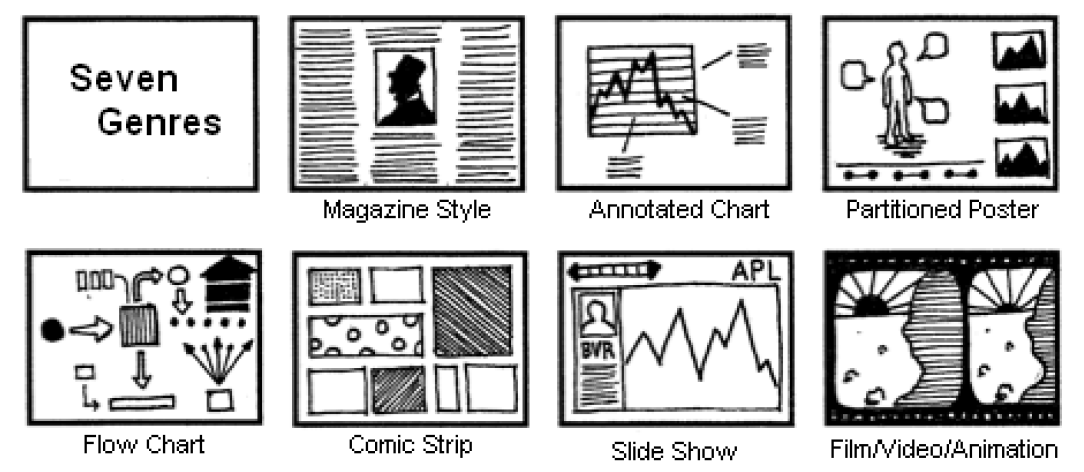 Seven
Genres
Magazine Style
Annotated Chart
Partitioned Poster
APL
BVR
Flow Chart
Comic Strip
Slide Show
Film/Video/Animation